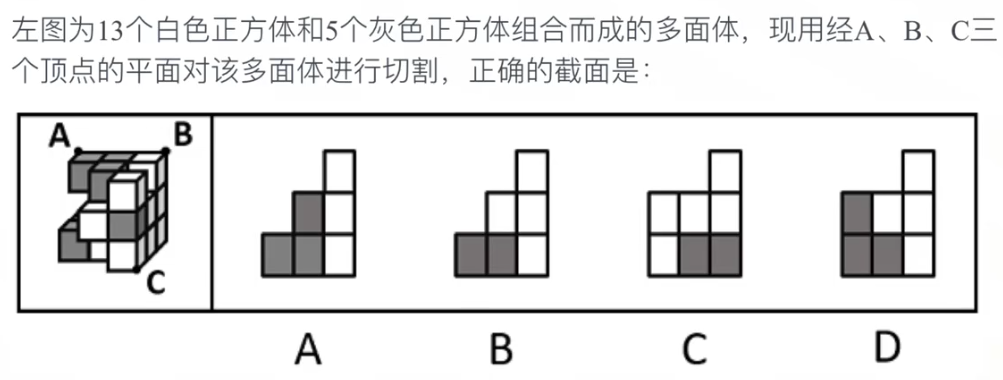 左图为13个白色正方体和5个灰色正方体组合而成的多面体，现用经A、B、C三
个顶点的平面对该多面体进行切割，正确的截面是：
A B
C
A B C D